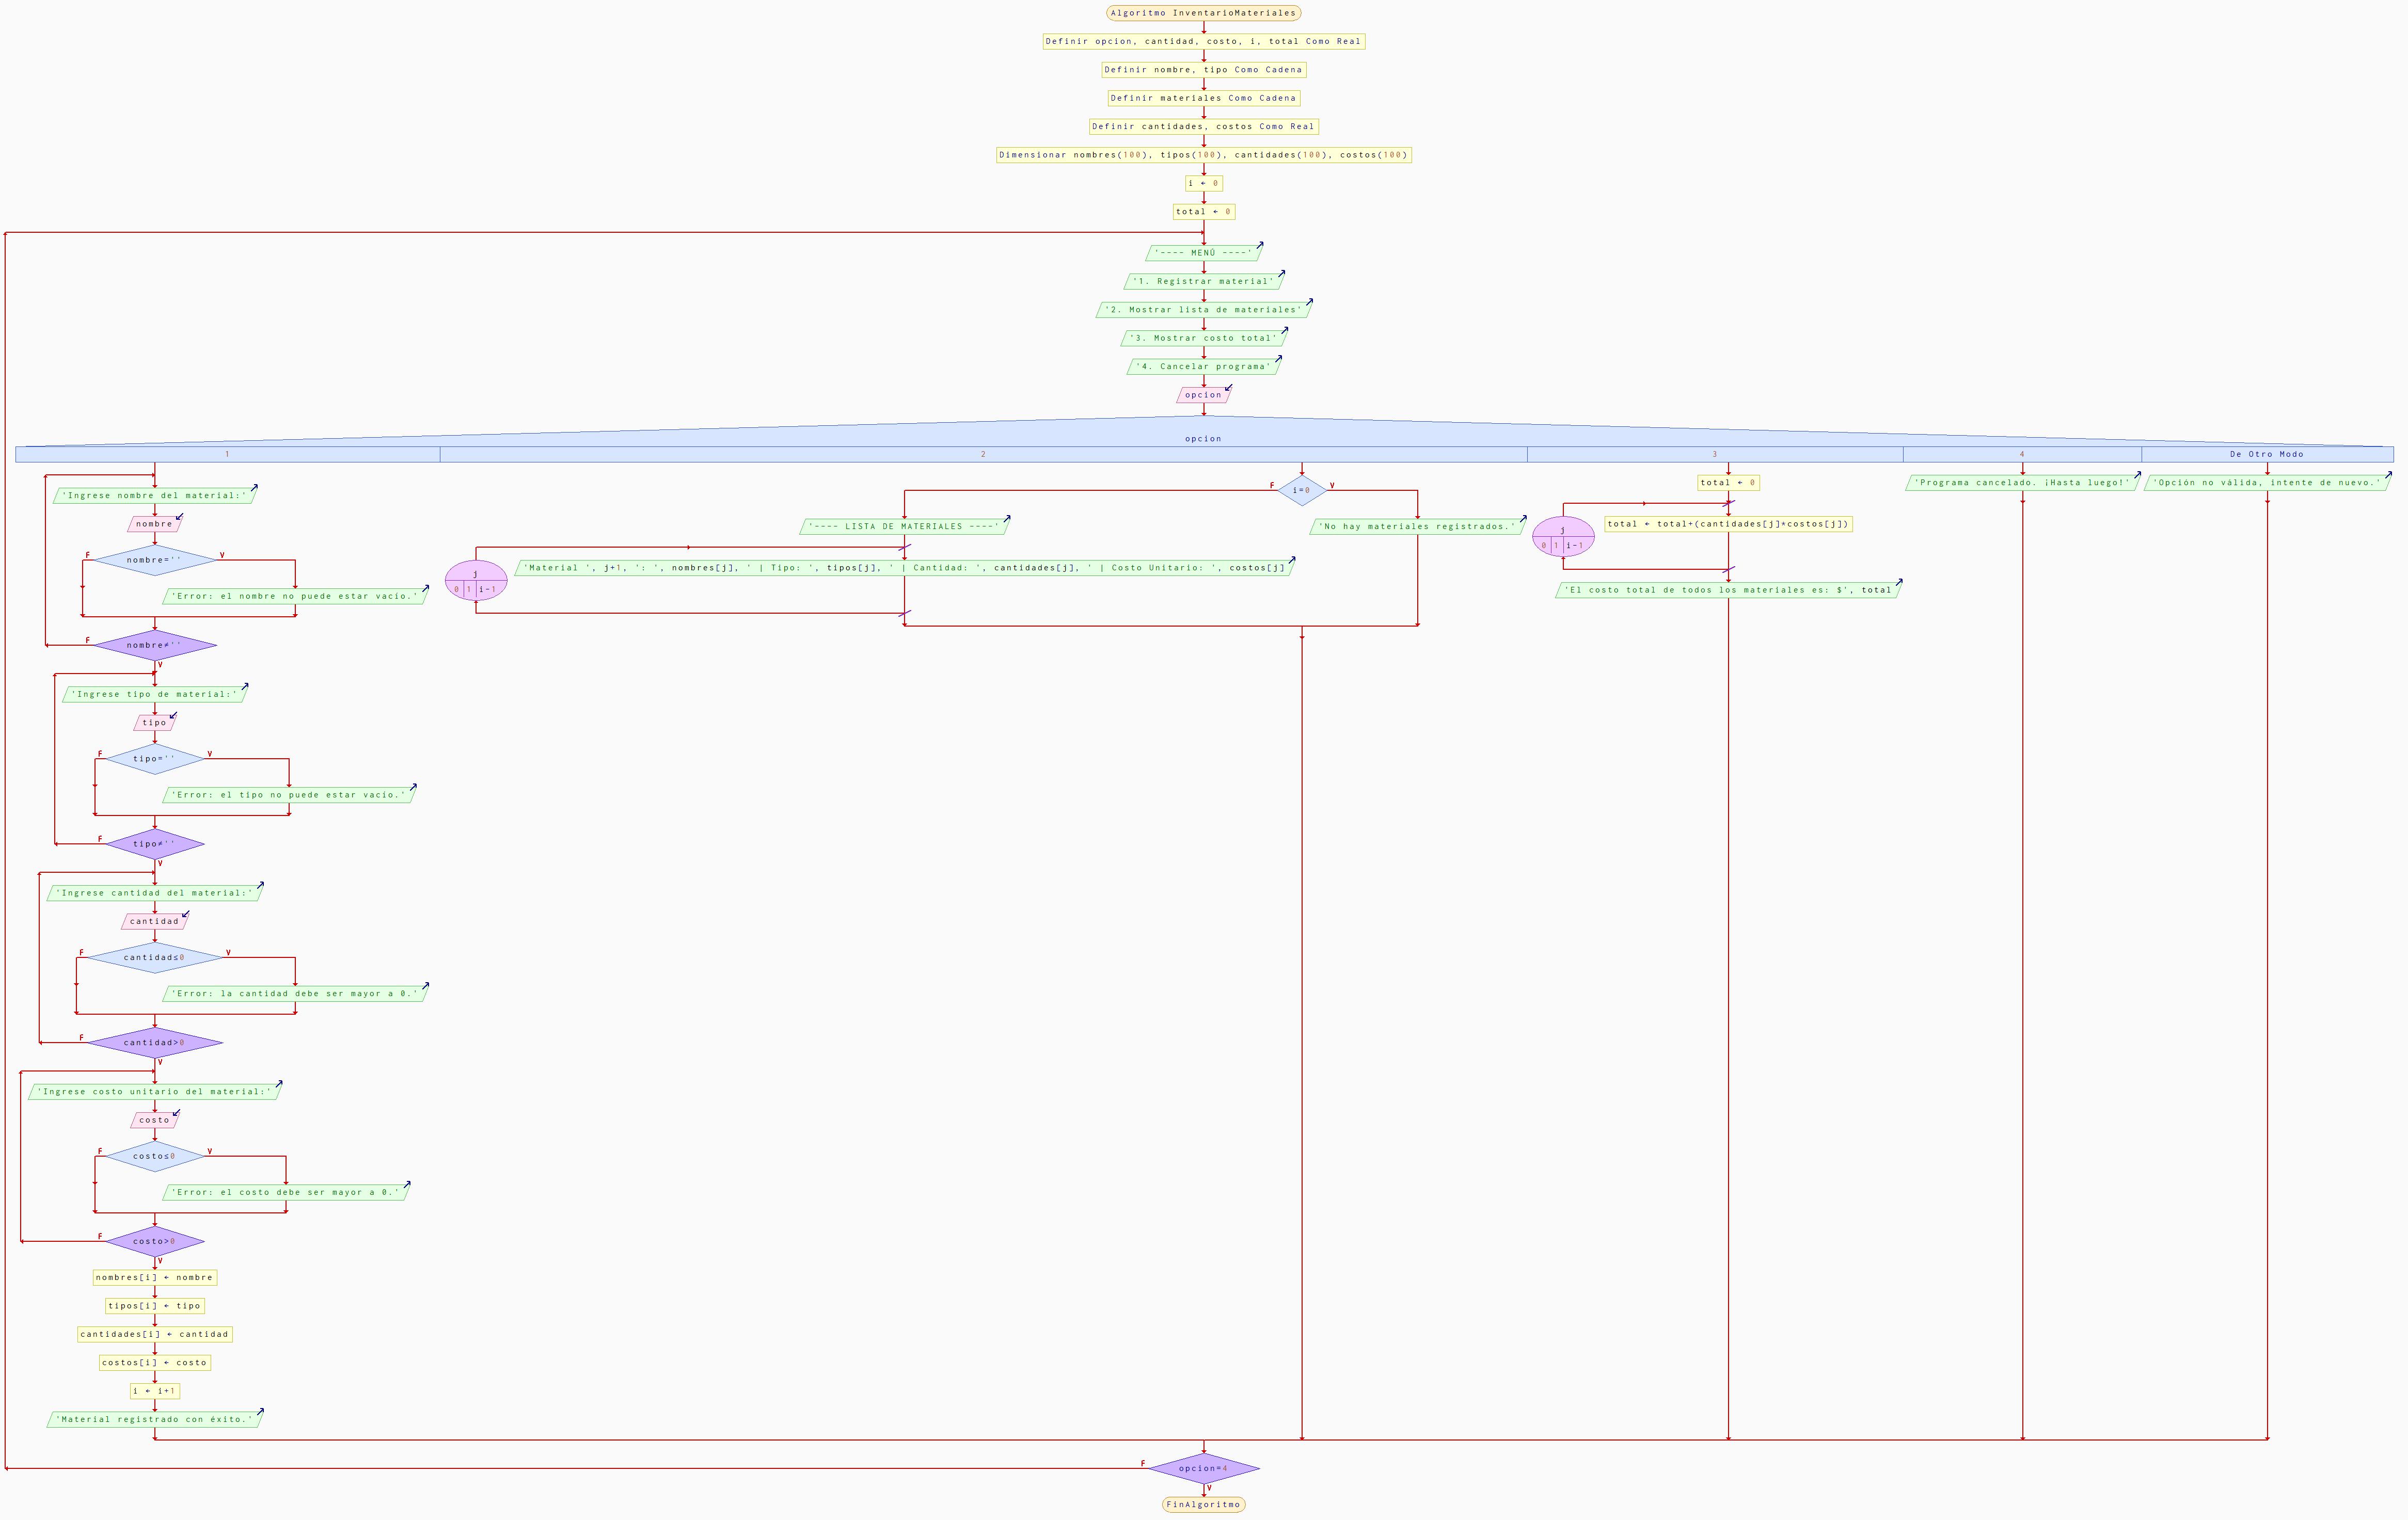 Algoritmo InventarioMateriales
Definir opcion, cantidad, costo, i, total Como Real
Definir nombre, tipo Como Cadena
Definir materiales Como Cadena
Definir cantidades, costos Como Real
Dimensionar nombres(100), tipos(100), cantidades(100), costos(100)
i ← 0
total ← 0
'---- MENÚ ----'
'1. Registrar material'
'2. Mostrar lista de materiales'
'3. Mostrar costo total'
'4. Cancelar programa'
opcion
opcion
1
2
3
4
De Otro Modo
'Ingrese nombre del material:'
nombre
nombre=''
F
V
'Error: el nombre no puede estar vacío.'
nombre≠''
F
V
'Ingrese tipo de material:'
tipo
tipo=''
F
V
'Error: el tipo no puede estar vacío.'
tipo≠''
F
V
'Ingrese cantidad del material:'
cantidad
cantidad≤0
F
V
'Error: la cantidad debe ser mayor a 0.'
cantidad>0
F
V
'Ingrese costo unitario del material:'
costo
costo≤0
F
V
'Error: el costo debe ser mayor a 0.'
costo>0
F
V
nombres[i] ← nombre
tipos[i] ← tipo
cantidades[i] ← cantidad
costos[i] ← costo
i ← i+1
'Material registrado con éxito.'
i=0
F
V
'---- LISTA DE MATERIALES ----'
j
0 1 i-1
'Material ', j+1, ': ', nombres[j], ' | Tipo: ', tipos[j], ' | Cantidad: ', cantidades[j], ' | Costo Unitario: ', costos[j]
'No hay materiales registrados.'
total ← 0
j
0 1 i-1
total ← total+(cantidades[j]*costos[j])
'El costo total de todos los materiales es: $', total
'Programa cancelado. ¡Hasta luego!'
'Opción no válida, intente de nuevo.'
opcion=4
F
V
FinAlgoritmo